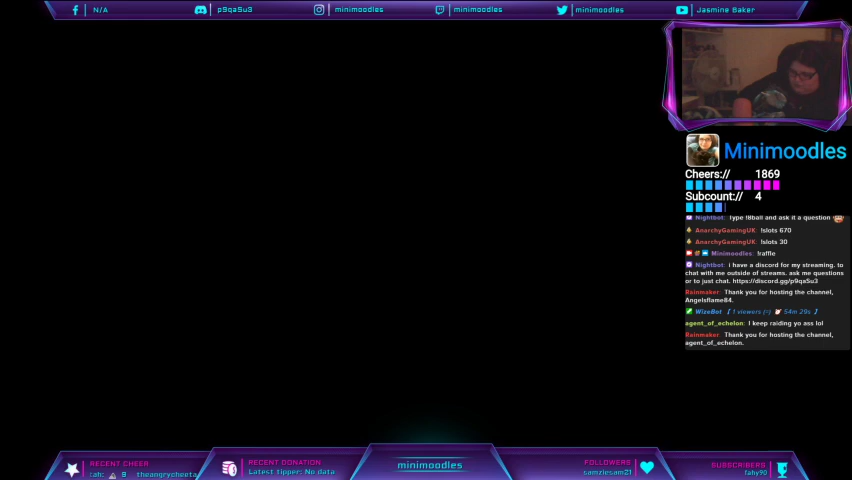 N/A
p9qaSu3
minimoodles
minimoodles
minimoodles
Jasmine Baker
Minimoodles
Cheers:// 1869
Subcount:// 4
Nightbot: Type !8ball and ask it a question
AnarchyGamingUK: !slots 670
AnarchyGamingUK: !slots 30
Minimoodles: !raffle
Nightbot: i have a discord for my streaming. to
chat with me outside of streams. ask me questions
or to just chat. https://discord.gg/p9qaSu3
Rainmaker: Thank you for hosting the channel,
Angelsflame84.
WizeBot 54m 29s
agent_of_echelon: I keep raiding yo ass lol
Rainmaker: Thank you for hosting the channel,
agent_of_echelon.
RECENT CHEER
8 theangrycheeta
RECENT DONATION
Latest tipper: No data
minimoodles
FOLLOWERS
samziesam21
SUBSCRIBERS
fahy90